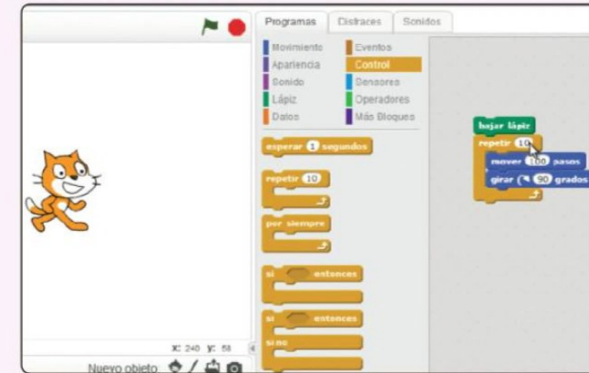 Programas Disfraces Sonidos
Movimiento Eventos
Apariencia Control
Sonido Sensores
Lápiz Operadores
Datos Más Bloques
esperar 1 segundos
repetir 10
por siempre
si entonces
si entonces
si no
bajar lápiz
repetir 10
mover 100 pasos
girar 90 grados
x: 240 y: 58
Nuevo objeto